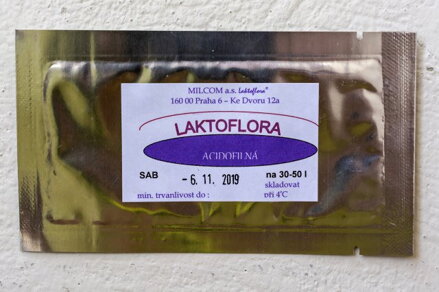 MILCOM a.s. Laktoflora®
160 00 Praha 6 – Ke Dvoru 12a
LAKTOFLORA
ACIDOFILNÁ
SAB - 6. 11. 2019 na 30-50 l
skladovat
min. trvanlivost do : při 4°C